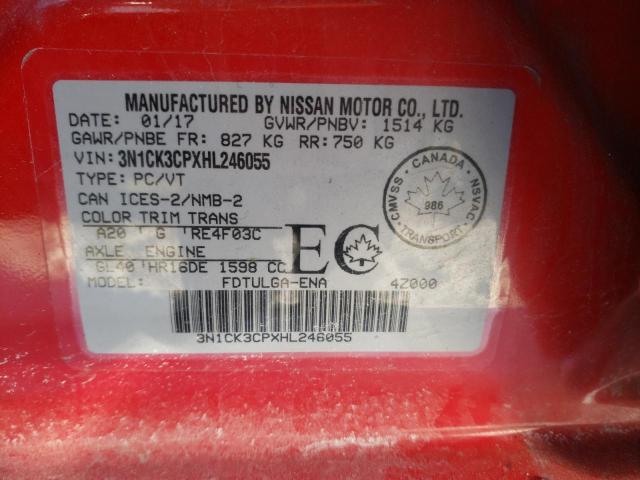 MANUFACTURED BY NISSAN MOTOR CO., LTD.
DATE: 01/17 GVWR/PNBV: 1514 KG
GAWR/PNBE FR: 827 KG RR: 750 KG
VIN: 3N1CK3CPXHL246055
TYPE: PC/VT
CAN ICES-2/NMB-2
COLOR TRIM TRANS
A20 ' G ' RE4F03C
AXLE ENGINE
GL40 ' HR16DE 1598 CC
EC
FDTULGA-ENA 4Z000
3N1CK3CPXHL246055
CANADA
CMVSS
NSVAC
986
TRANSPORT